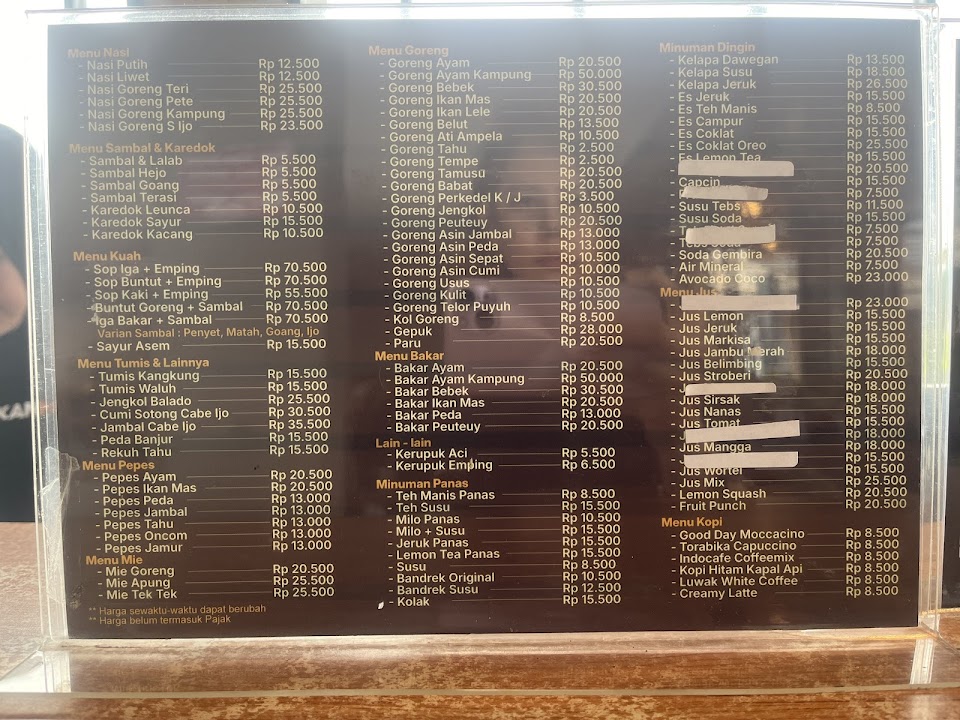 Menu Nasi
- Nasi Putih Rp 12.500
- Nasi Liwet Rp 12.500
- Nasi Goreng Teri Rp 25.500
- Nasi Goreng Pete Rp 25.500
- Nasi Goreng Kampung Rp 25.500
- Nasi Goreng S Ijo Rp 23.500
Menu Sambal & Karedok
- Sambal & Lalab Rp 5.500
- Sambal Hejo Rp 5.500
- Sambal Goang Rp 5.500
- Sambal Terasi Rp 5.500
- Karedok Leunca Rp 10.500
- Karedok Sayur Rp 15.500
- Karedok Kacang Rp 10.500
Menu Kuah
- Sop Iga + Emping Rp 70.500
- Sop Buntut + Emping Rp 70.500
- Sop Kaki + Emping Rp 55.500
- Buntut Goreng + Sambal Rp 70.500
- Iga Bakar + Sambal Rp 70.500
Varian Sambal : Penyet, Matah, Goang, Ijo
- Sayur Asem Rp 15.500
Menu Tumis & Lainnya
- Tumis Kangkung Rp 15.500
- Tumis Waluh Rp 15.500
- Jengkol Balado Rp 25.500
- Cumi Sotong Cabe Ijo Rp 30.500
- Jambal Cabe Ijo Rp 35.500
- Peda Banjur Rp 15.500
- Rekuh Tahu Rp 15.500
Menu Pepes
- Pepes Ayam Rp 20.500
- Pepes Ikan Mas Rp 20.500
- Pepes Peda Rp 13.000
- Pepes Jambal Rp 13.000
- Pepes Tahu Rp 13.000
- Pepes Oncom Rp 13.000
- Pepes Jamur Rp 13.000
Menu Mie
- Mie Goreng Rp 20.500
- Mie Apung Rp 25.500
- Mie Tek Tek Rp 25.500
** Harga sewaktu-waktu dapat berubah
** Harga belum termasuk Pajak
Menu Goreng
- Goreng Ayam Rp 20.500
- Goreng Ayam Kampung Rp 50.000
- Goreng Bebek Rp 30.500
- Goreng Ikan Mas Rp 20.500
- Goreng Ikan Lele Rp 20.500
- Goreng Belut Rp 13.500
- Goreng Ati Ampela Rp 10.500
- Goreng Tahu Rp 2.500
- Goreng Tempe Rp 2.500
- Goreng Tamusu Rp 20.500
- Goreng Babat Rp 20.500
- Goreng Perkedel K / J Rp 3.500
- Goreng Jengkol Rp 10.500
- Goreng Peuteuy Rp 20.500
- Goreng Asin Jambal Rp 13.000
- Goreng Asin Peda Rp 13.000
- Goreng Asin Sepat Rp 10.500
- Goreng Asin Cumi Rp 10.000
- Goreng Usus Rp 10.500
- Goreng Kulit Rp 10.500
- Goreng Telor Puyuh Rp 10.500
- Kol Goreng Rp 8.500
- Gepuk Rp 28.000
- Paru Rp 20.500
Menu Bakar
- Bakar Ayam Rp 20.500
- Bakar Ayam Kampung Rp 50.000
- Bakar Bebek Rp 30.500
- Bakar Ikan Mas Rp 20.500
- Bakar Peda Rp 13.000
- Bakar Peuteuy Rp 20.500
Lain - lain
- Kerupuk Aci Rp 5.500
- Kerupuk Emping Rp 6.500
Minuman Panas
- Teh Manis Panas Rp 8.500
- Teh Susu Rp 15.500
- Milo Panas Rp 10.500
- Milo + Susu Rp 15.500
- Jeruk Panas Rp 15.500
- Lemon Tea Panas Rp 15.500
- Susu Rp 8.500
- Bandrek Original Rp 10.500
- Bandrek Susu Rp 12.500
- Kolak Rp 15.500
Minuman Dingin
- Kelapa Dawegan Rp 13.500
- Kelapa Susu Rp 18.500
- Kelapa Jeruk Rp 26.500
- Es Jeruk Rp 15.500
- Es Teh Manis Rp 8.500
- Es Campur Rp 15.500
- Es Coklat Rp 15.500
- Es Coklat Oreo Rp 25.500
- Es Lemon Tea Rp 15.500
Rp 20.500
- Capcin Rp 15.500
Rp 7.500
- Susu Tebs Rp 11.500
- Susu Soda Rp 15.500
Rp 7.500
- Tebs Soda Rp 7.500
- Soda Gembira Rp 20.500
- Air Mineral Rp 7.500
- Avocado Coco Rp 23.000
Menu Jus
Rp 23.000
- Jus Lemon Rp 15.500
- Jus Jeruk Rp 15.500
- Jus Markisa Rp 15.500
- Jus Jambu Merah Rp 18.000
- Jus Belimbing Rp 15.500
- Jus Stroberi Rp 20.500
Rp 18.000
- Jus Sirsak Rp 15.500
- Jus Nanas Rp 15.500
- Jus Tomat Rp 15.500
Rp 18.000
- Jus Mangga Rp 18.000
Rp 15.500
- Jus Wortel Rp 15.500
- Jus Mix Rp 25.500
- Lemon Squash Rp 20.500
- Fruit Punch Rp 20.500
Menu Kopi
- Good Day Moccacino Rp 8.500
- Torabika Capuccino Rp 8.500
- Indocafe Coffeemix Rp 8.500
- Kopi HItam Kapal Api Rp 8.500
- Luwak White Coffee Rp 8.500
- Creamy Latte Rp 8.500